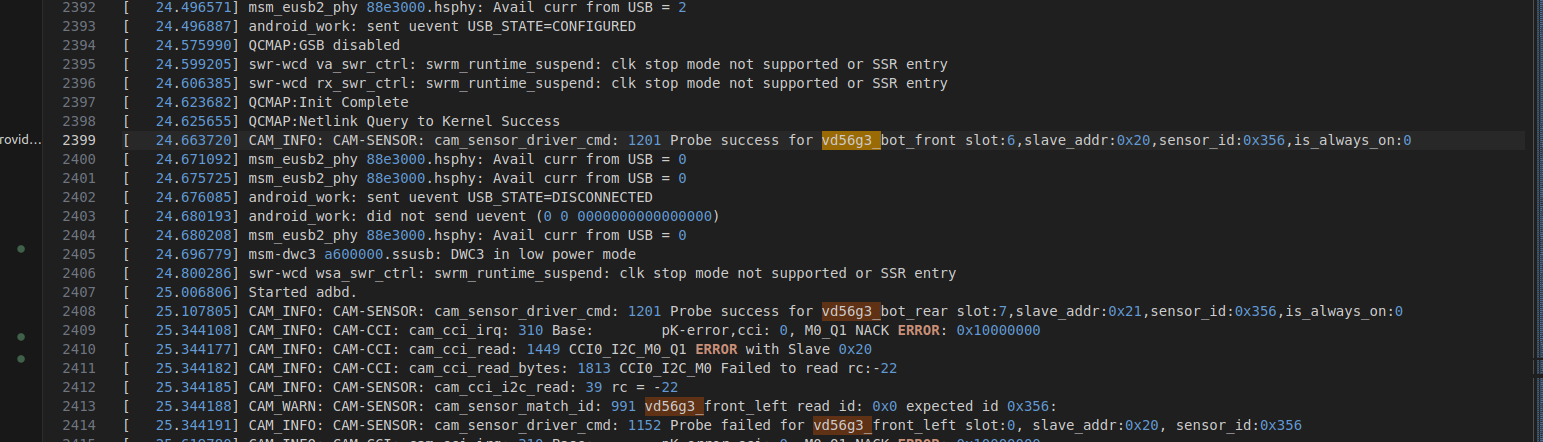 2392 [   24.496571] msm_eusb2_phy 88e3000.hsphy: Avail curr from USB = 2
2393 [   24.496887] android_work: sent uevent USB_STATE=CONFIGURED
2394 [   24.575990] QCMAP:GSB disabled
2395 [   24.599205] swr-wcd va_swr_ctrl: swrm_runtime_suspend: clk stop mode not supported or SSR entry
2396 [   24.606385] swr-wcd rx_swr_ctrl: swrm_runtime_suspend: clk stop mode not supported or SSR entry
2397 [   24.623682] QCMAP:Init Complete
2398 [   24.625655] QCMAP:Netlink Query to Kernel Success
rovid... 2399 [   24.663720] CAM_INFO: CAM-SENSOR: cam_sensor_driver_cmd: 1201 Probe success for vd56g3_bot_front slot:6,slave_addr:0x20,sensor_id:0x356,is_always_on:0
2400 [   24.671092] msm_eusb2_phy 88e3000.hsphy: Avail curr from USB = 0
2401 [   24.675725] msm_eusb2_phy 88e3000.hsphy: Avail curr from USB = 0
2402 [   24.676085] android_work: sent uevent USB_STATE=DISCONNECTED
2403 [   24.680193] android_work: did not send uevent (0 0 0000000000000000)
2404 [   24.680208] msm_eusb2_phy 88e3000.hsphy: Avail curr from USB = 0
2405 [   24.696779] msm-dwc3 a600000.ssusb: DWC3 in low power mode
2406 [   24.800286] swr-wcd wsa_swr_ctrl: swrm_runtime_suspend: clk stop mode not supported or SSR entry
2407 [   25.006806] Started adbd.
2408 [   25.107805] CAM_INFO: CAM-SENSOR: cam_sensor_driver_cmd: 1201 Probe success for vd56g3_bot_rear slot:7,slave_addr:0x21,sensor_id:0x356,is_always_on:0
2409 [   25.344108] CAM_INFO: CAM-CCI: cam_cci_irq: 310 Base:        pK-error,cci: 0, M0_Q1 NACK ERROR: 0x10000000
2410 [   25.344177] CAM_INFO: CAM-CCI: cam_cci_read: 1449 CCI0_I2C_M0_Q1 ERROR with Slave 0x20
2411 [   25.344182] CAM_INFO: CAM-CCI: cam_cci_read_bytes: 1813 CCI0_I2C_M0 Failed to read rc:-22
2412 [   25.344185] CAM_INFO: CAM-SENSOR: cam_cci_i2c_read: 39 rc = -22
2413 [   25.344188] CAM_WARN: CAM-SENSOR: cam_sensor_match_id: 991 vd56g3_front_left read id: 0x0 expected id 0x356:
2414 [   25.344191] CAM_INFO: CAM-SENSOR: cam_sensor_driver_cmd: 1152 Probe failed for vd56g3_front_left slot:0, slave_addr:0x20, sensor_id:0x356